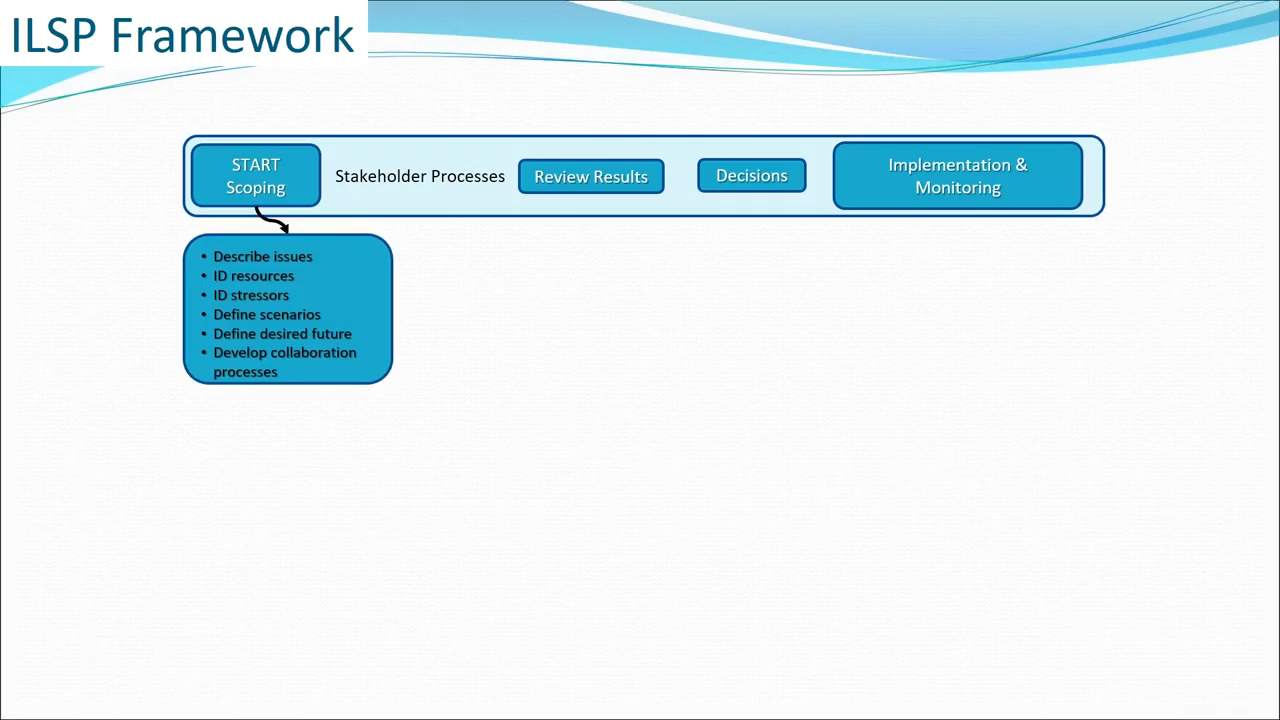 ILSP Framework
START
Scoping
Stakeholder Processes
Review Results
Decisions
Implementation &
Monitoring
• Describe issues
• ID resources
• ID stressors
• Define scenarios
• Define desired future
• Develop collaboration
processes